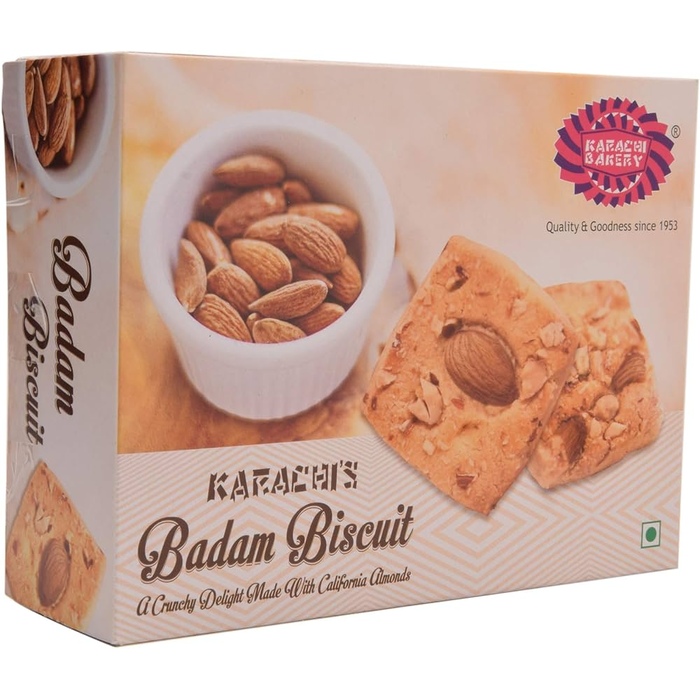 Badam
Biscuit
KARACHI
BAKERY
®
Quality & Goodness since 1953
KARACHI'S
Badam Biscuit
A Crunchy Delight Made With California Almonds